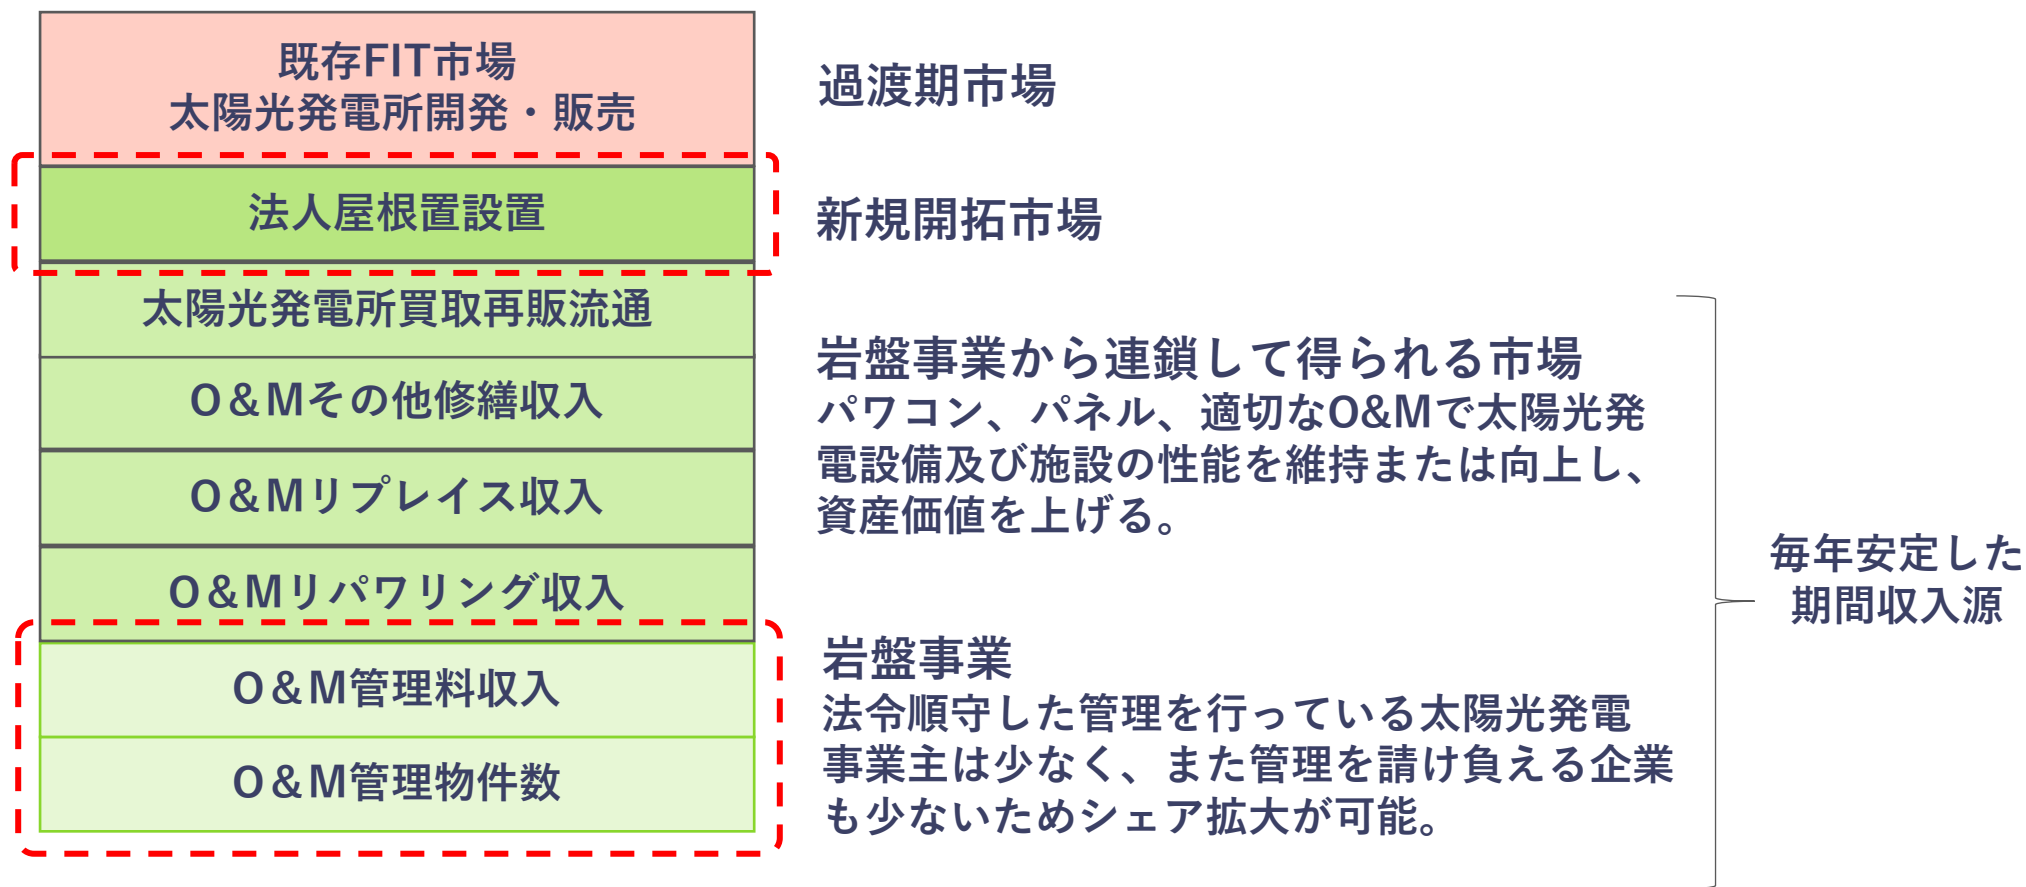 既存FIT市場
太陽光発電所開発・販売
過渡期市場
法人屋根置設置
新規開拓市場
太陽光発電所買取再販流通
O&Mその他修繕収入
O&Mリプレイス収入
O&Mリパワリング収入
岩盤事業から連鎖して得られる市場
パワコン、パネル、適切なO&Mで太陽光発
電設備及び施設の性能を維持または向上し、
資産価値を上げる。
O&M管理料収入
O&M管理物件数
岩盤事業
法令順守した管理を行っている太陽光発電
事業主は少なく、また管理を請け負える企業
も少ないためシェア拡大が可能。
毎年安定した
期間収入源